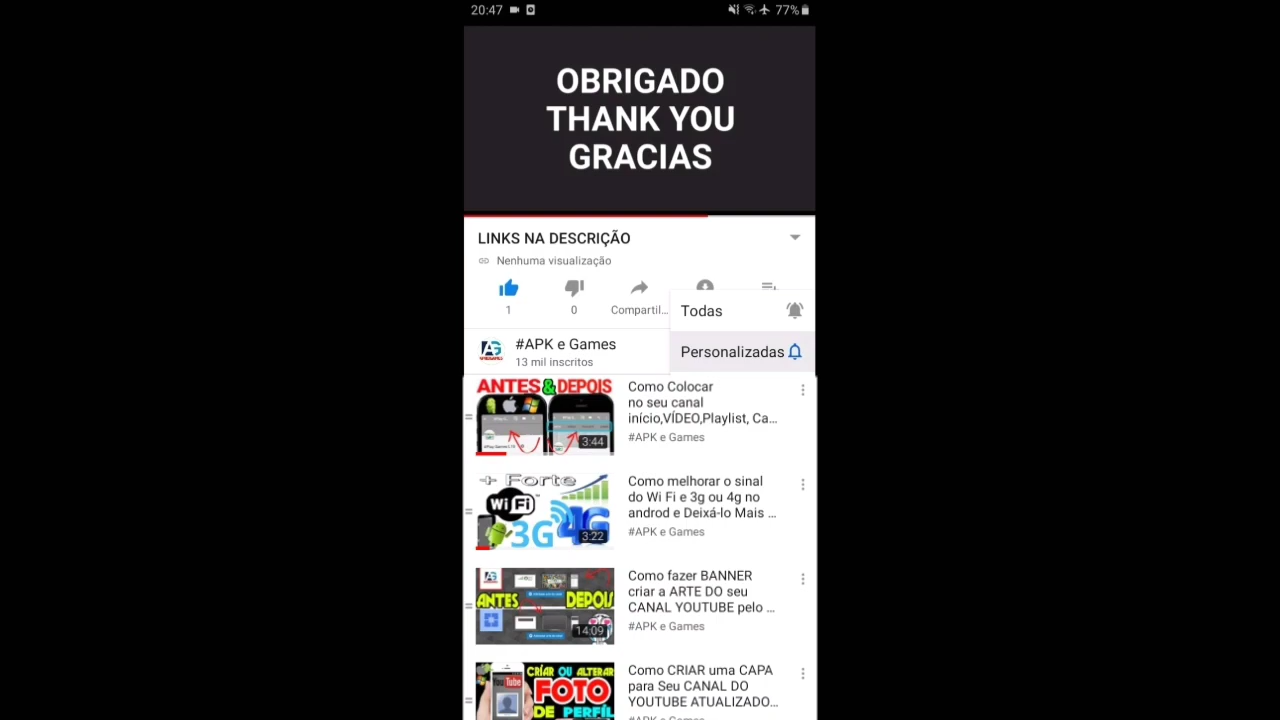 20:47 77%
OBRIGADO
THANK YOU
GRACIAS
LINKS NA DESCRIÇÃO
Nenhuma visualização
1 0 Compartil...
Todas
Personalizadas
#APK e Games
13 mil inscritos
ANTES & DEPOIS
3:44
Como Colocar
no seu canal
início,VÍDEO,Playlist, Ca...
#APK e Games
+ Forte
Wi Fi
3G 4G
3:22
Como melhorar o sinal
do Wi Fi e 3g ou 4g no
androd e Deixá-lo Mais ...
#APK e Games
ANTES DEPOIS
14:09
Como fazer BANNER
criar a ARTE DO seu
CANAL YOUTUBE pelo ...
#APK e Games
CRIAR OU ALTERAR
YouTube
FOTO
DE PERFIL
Como CRIAR uma CAPA
para Seu CANAL DO
YOUTUBE ATUALIZADO...
#APK e Games